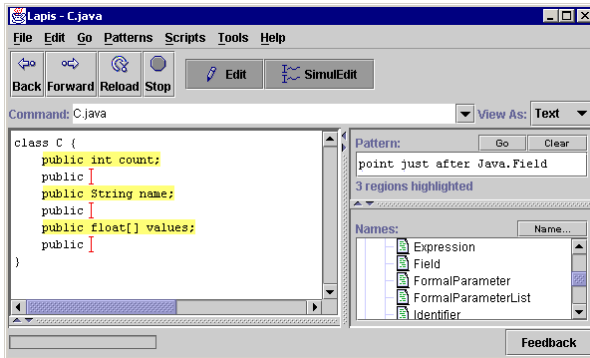 Lapis - C.java
File Edit Go Patterns Scripts Tools Help
Back Forward Reload Stop Edit SimulEdit
Command: C.java View As: Text
class C {
public int count;
public
public String name;
public
public float[] values;
public
}
Pattern: Go Clear
point just after Java.Field
3 regions highlighted
Names: Name...
Expression
Field
FormalParameter
FormalParameterList
Identifier
Feedback